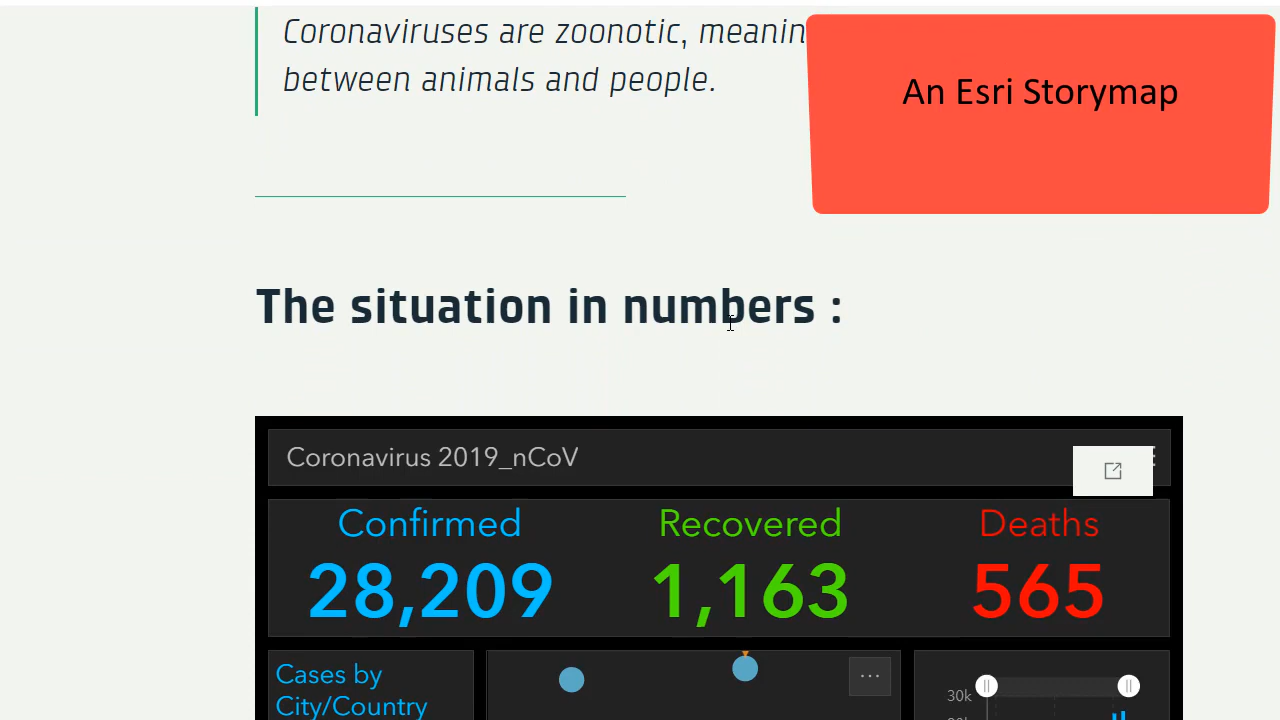 Coronaviruses are zoonotic, meanin
between animals and people.
An Esri Storymap
The situation in numbers :
Coronavirus 2019_nCoV
Confirmed
28,209
Recovered
1,163
Deaths
565
Cases by
City/Country
30k